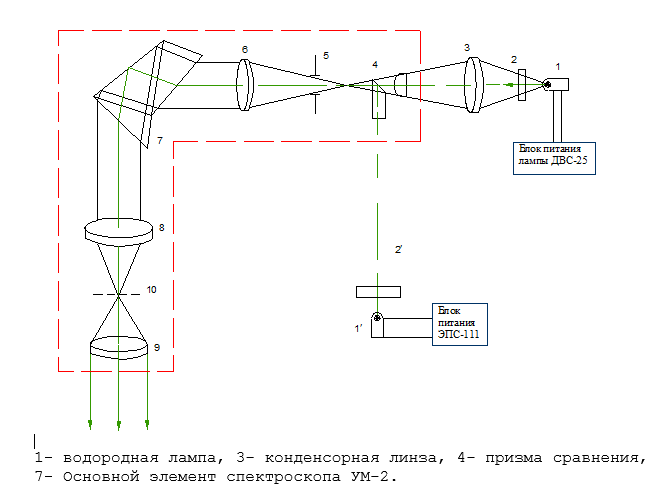 6
5
4
3
2
1
Блок питания
лампы ДВС-25
7
8
2′
10
Блок
питания
ЭПС-111
1′
9
1- водородная лампа, 3- конденсорная линза, 4- призма сравнения,
7- Основной элемент спектроскопа УМ-2.